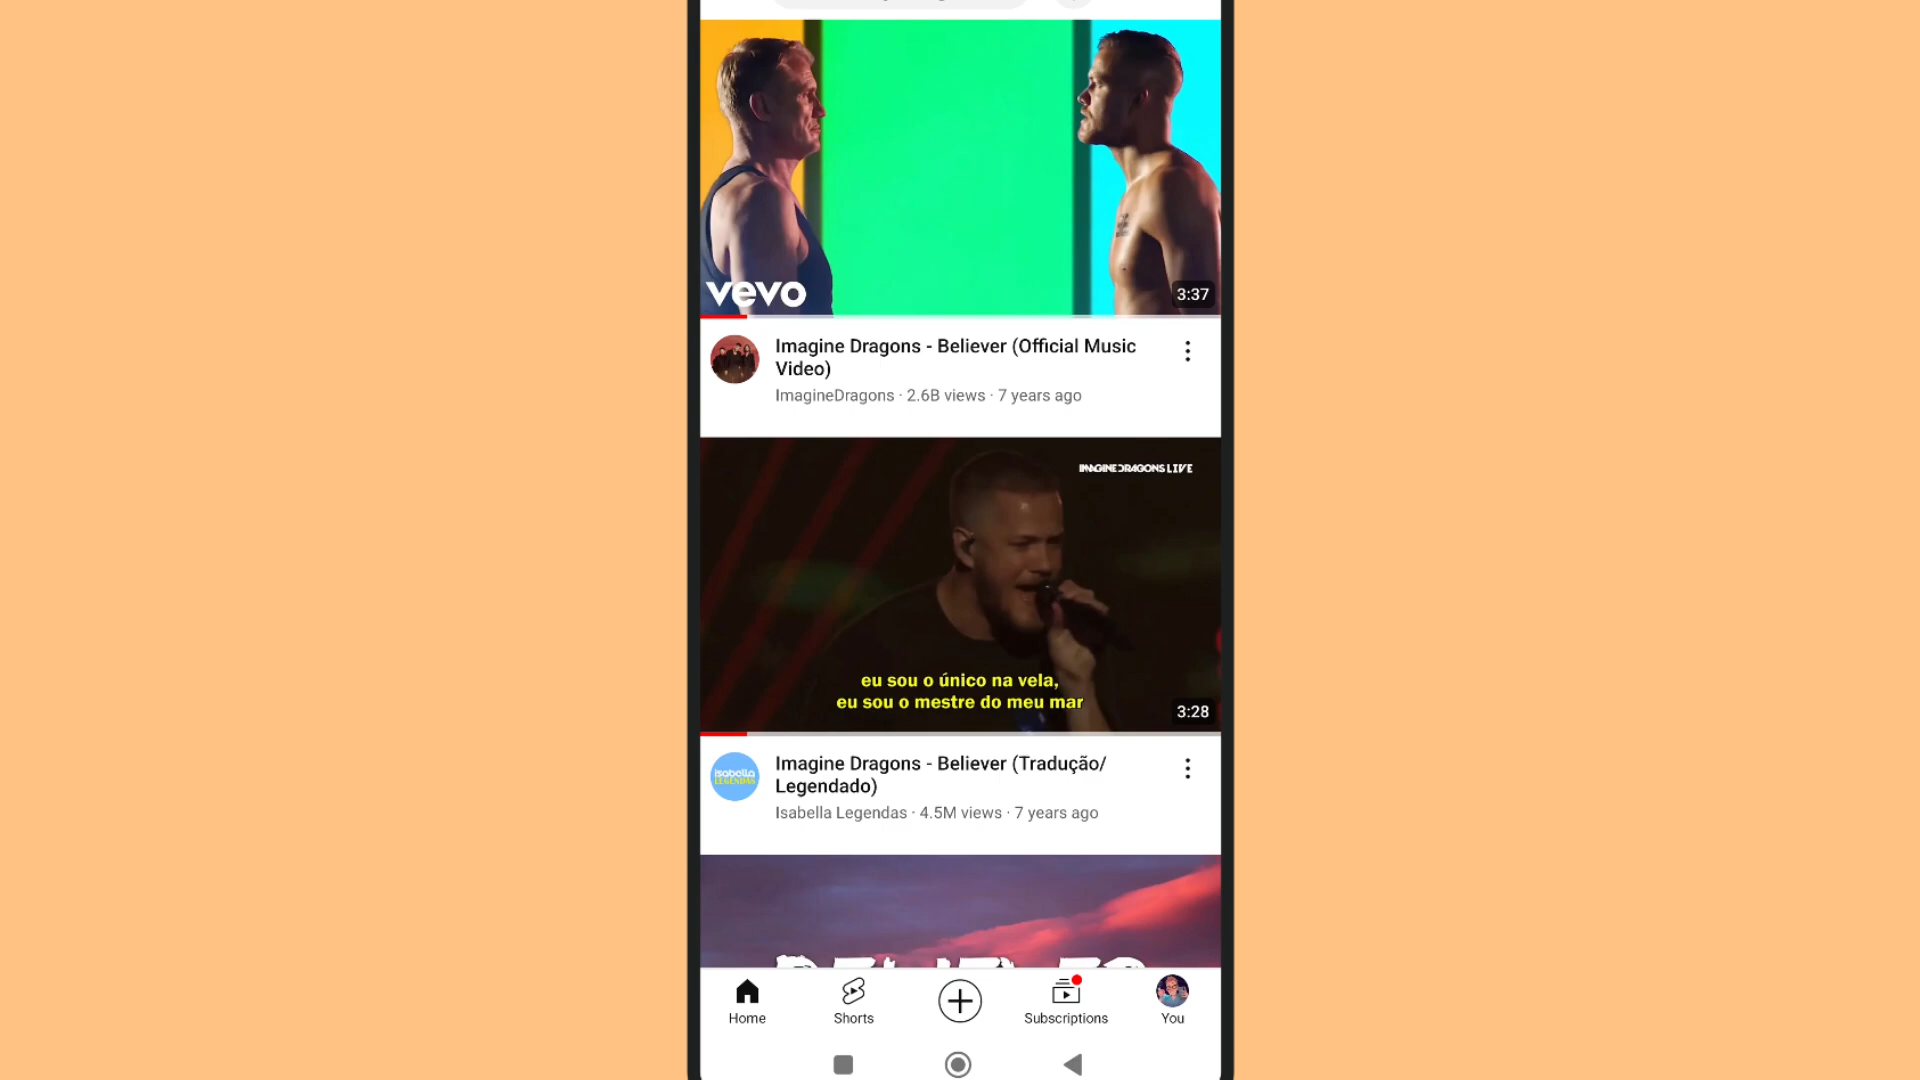 vevo
3:37
Imagine Dragons - Believer (Official Music
Video)
ImagineDragons · 2.6B views · 7 years ago
IMAGINE DRAGONS LIVE
eu sou o único na vela,
eu sou o mestre do meu mar
3:28
isabella
LEGENDAS
Imagine Dragons - Believer (Tradução/
Legendado)
Isabella Legendas · 4.5M views · 7 years ago
Home
Shorts
Subscriptions
You